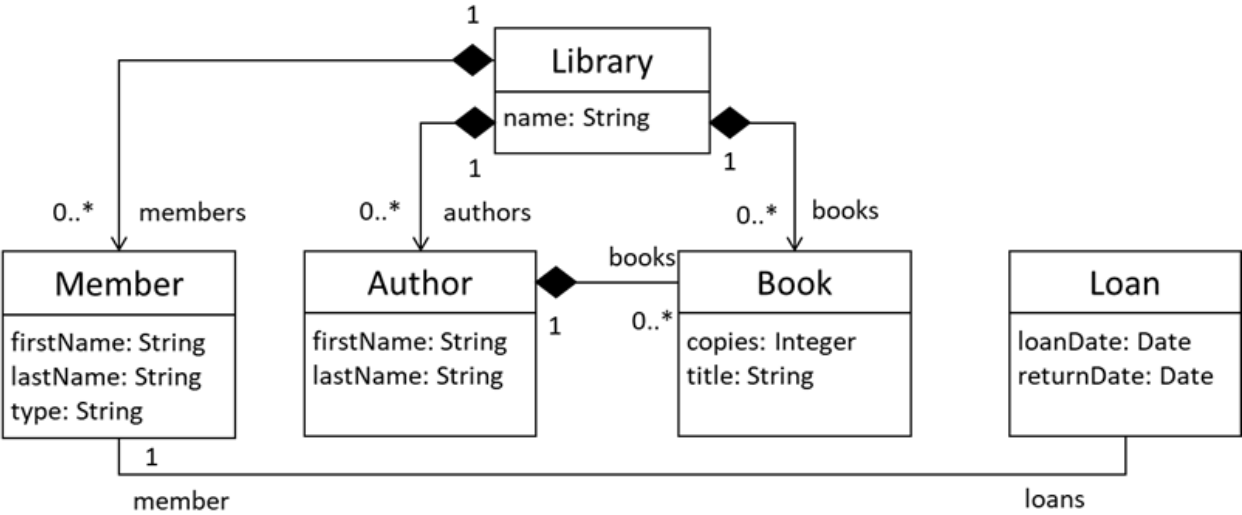 1
Library
name: String
1
1
0..* members
0..* authors
0..* books
Member
firstName: String
lastName: String
type: String
Author
firstName: String
lastName: String
books
1
0..*
Book
copies: Integer
title: String
Loan
loanDate: Date
returnDate: Date
1
member
loans